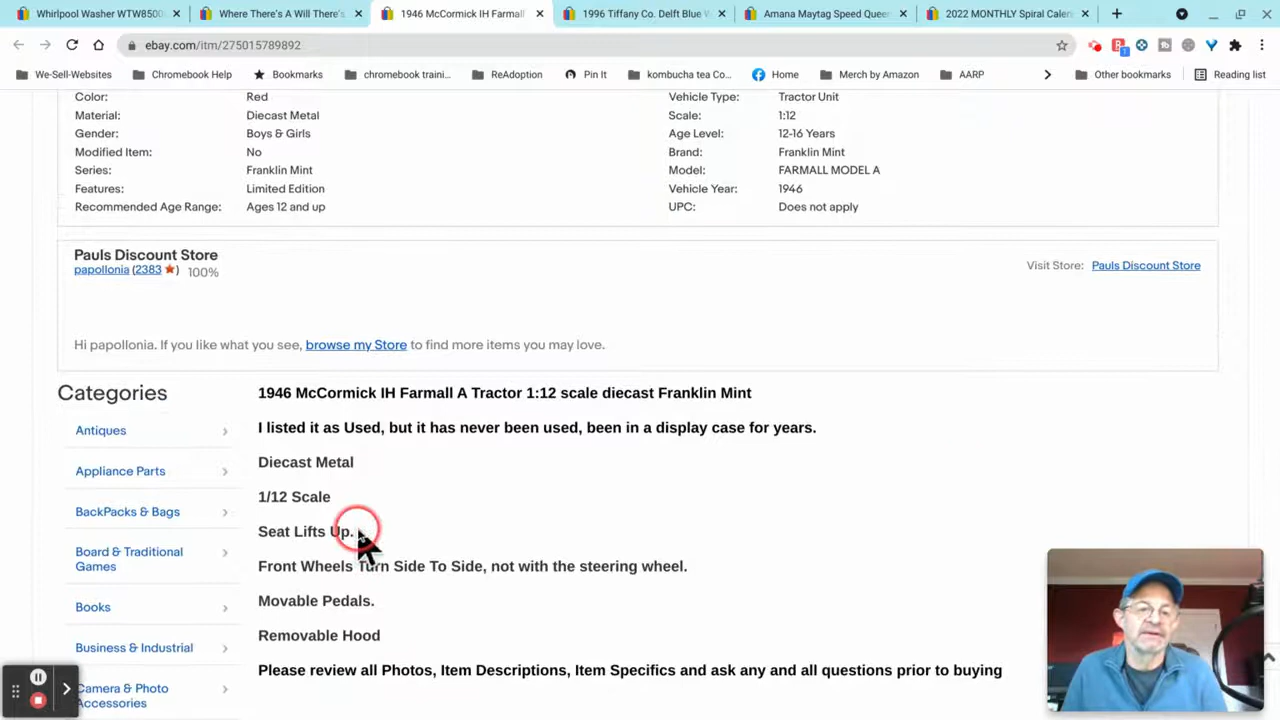 Whirlpool Washer WTW8500
Where There's A Will There's
1946 McCormick IH Farmall
1996 Tiffany Co. Delft Blue W
Amana Maytag Speed Queen
2022 MONTHLY Spiral Calen
ebay.com/itm/275015789892
We-Sell-Websites
Chromebook Help
Bookmarks
chromebook traini...
ReAdoption
Pin It
kombucha tea Co...
Home
Merch by Amazon
AARP
Other bookmarks
Reading list
Color: Red Vehicle Type: Tractor Unit
Material: Diecast Metal Scale: 1:12
Gender: Boys & Girls Age Level: 12-16 Years
Modified Item: No Brand: Franklin Mint
Series: Franklin Mint Model: FARMALL MODEL A
Features: Limited Edition Vehicle Year: 1946
Recommended Age Range: Ages 12 and up UPC: Does not apply
Pauls Discount Store
papollonia (2383 ) 100%
Visit Store: Pauls Discount Store
Hi papollonia. If you like what you see, browse my Store to find more items you may love.
Categories
Antiques
Appliance Parts
BackPacks & Bags
Board & Traditional
Games
Books
Business & Industrial
Camera & Photo
Accessories
1946 McCormick IH Farmall A Tractor 1:12 scale diecast Franklin Mint
I listed it as Used, but it has never been used, been in a display case for years.
Diecast Metal
1/12 Scale
Seat Lifts Up.
Front Wheels Turn Side To Side, not with the steering wheel.
Movable Pedals.
Removable Hood
Please review all Photos, Item Descriptions, Item Specifics and ask any and all questions prior to buying